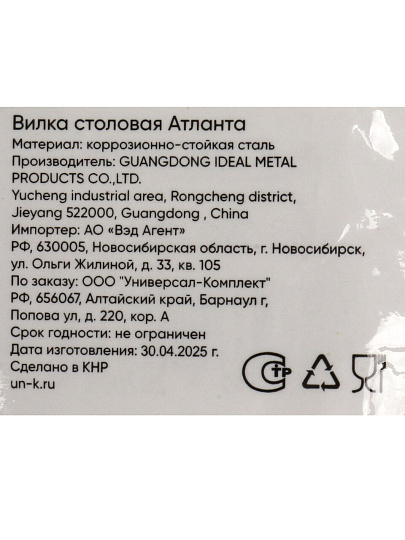 Вилка столовая Атланта
Материал: коррозионно-стойкая сталь
Производитель: GUANGDONG IDEAL METAL
PRODUCTS CO.,LTD.
Yucheng industrial area, Rongcheng district,
Jieyang 522000, Guangdong , China
Импортер: АО «Вэд Агент»
РФ, 630005, Новосибирская область, г. Новосибирск,
ул. Ольги Жилиной, д. 33, кв. 105
По заказу: ООО "Универсал-Комплект"
РФ, 656067, Алтайский край, Барнаул г,
Попова ул, д. 220, кор. А
Срок годности: не ограничен
Дата изготовления: 30.04.2025 г.
Сделано в КНР
un-k.ru